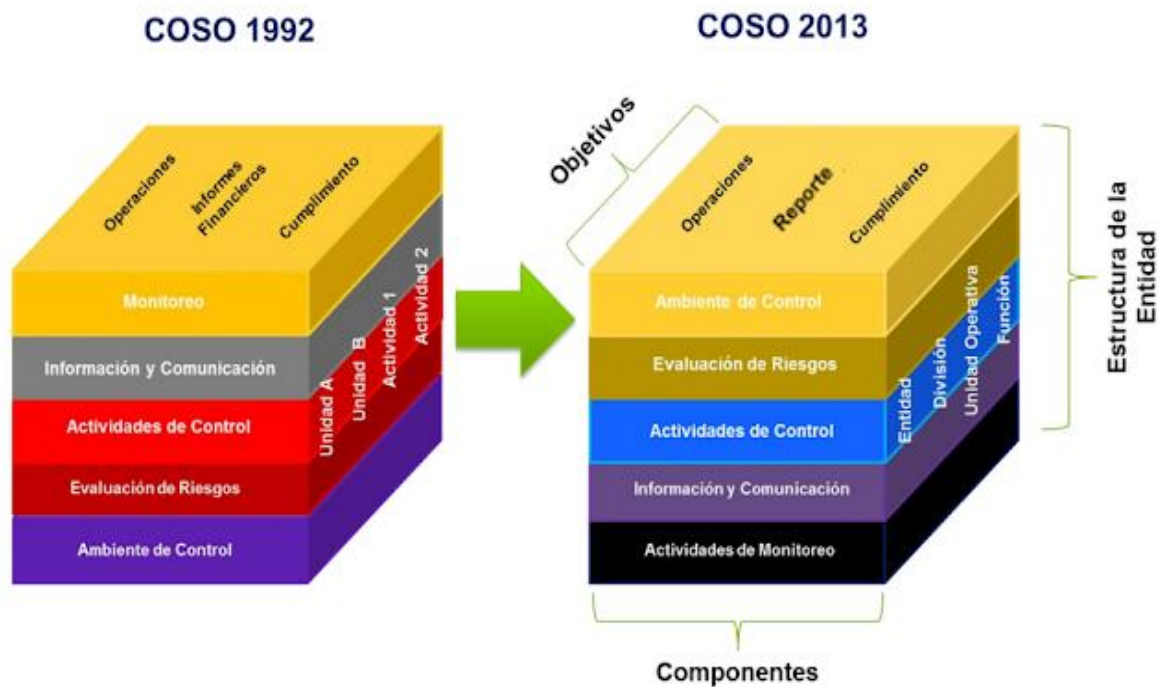 COSO 1992
COSO 2013
Operaciones
Informes
Financieros
Cumplimiento
Monitoreo
Información y Comunicación
Actividades de Control
Evaluación de Riesgos
Ambiente de Control
Unidad A
Unidad B
Actividad 1
Actividad 2
Objetivos
Operaciones
Reporte
Cumplimiento
Ambiente de Control
Evaluación de Riesgos
Actividades de Control
Información y Comunicación
Actividades de Monitoreo
Entidad
División
Unidad Operativa
Función
Estructura de la
Entidad
Componentes